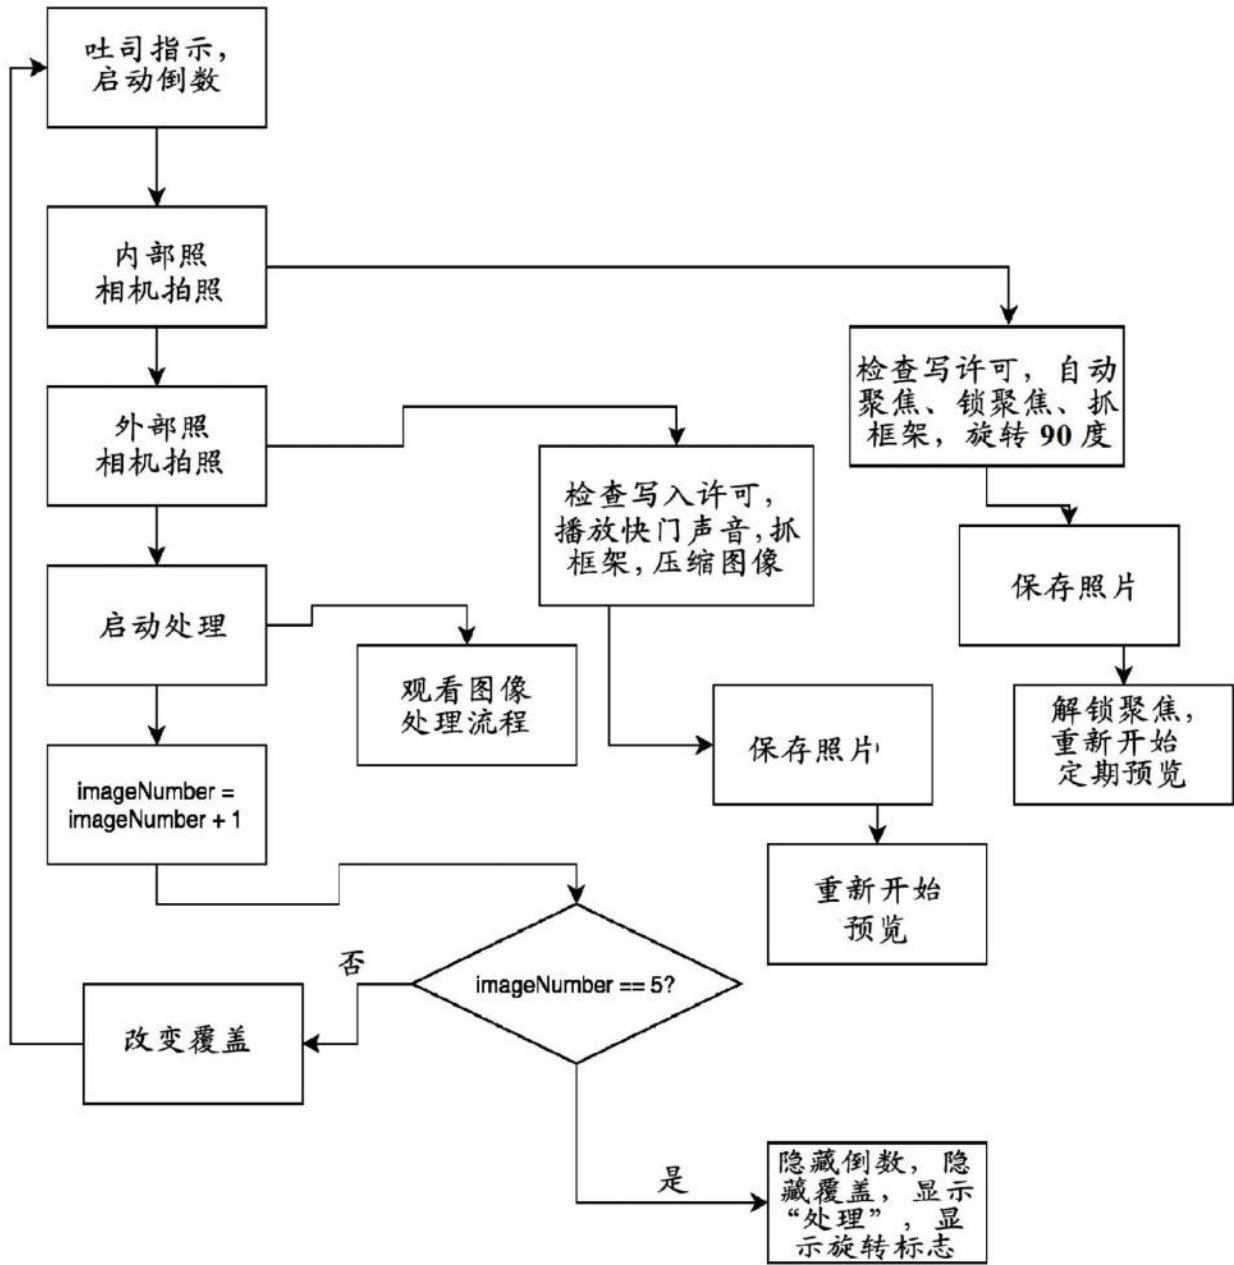 吐司指示，
启动倒数
内部照
相机拍照
检查写许可，自动
聚焦、锁聚焦、抓
框架，旋转 90 度
外部照
相机拍照
检查写入许可，
播放快门声音，抓
框架，压缩图像
保存照片
启动处理
观看图像
处理流程
解锁聚焦，
重新开始
定期预览
保存照片
imageNumber =
imageNumber + 1
重新开始
预览
否
imageNumber == 5?
改变覆盖
是
隐藏倒数，隐
藏覆盖，显示
“处理”，显
示旋转标志